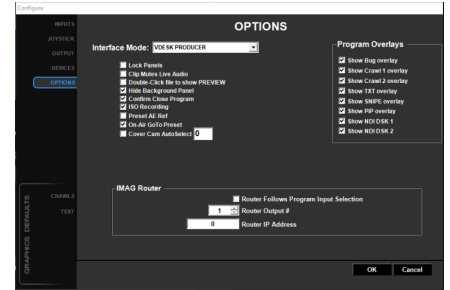 Configure
INPUTS
JOYSTICK
OUTPUT
DEVICES
OPTIONS
CRAWLS
TEXT
GRAPHICS DEFAULTS
OPTIONS
Interface Mode: VDESK PRODUCER
Lock Panels
Clip Mutes Live Audio
Double-Click file to show PREVIEW
Hide Background Panel
Confirm Close Program
ISO Recording
Preset AE Ref
On-Air GoTo Preset
Cover Cam AutoSelect 0
Program Overlays
Show Bug overlay
Show Crawl 1 overlay
Show Crawl 2 overlay
Show TXT overlay
Show SNIPE overlay
Show PIP overlay
Show NDI DSK 1
Show NDI DSK 2
IMAG Router
Router Follows Program Input Selection
1 Router Output #
0 Router IP Address
OK Cancel